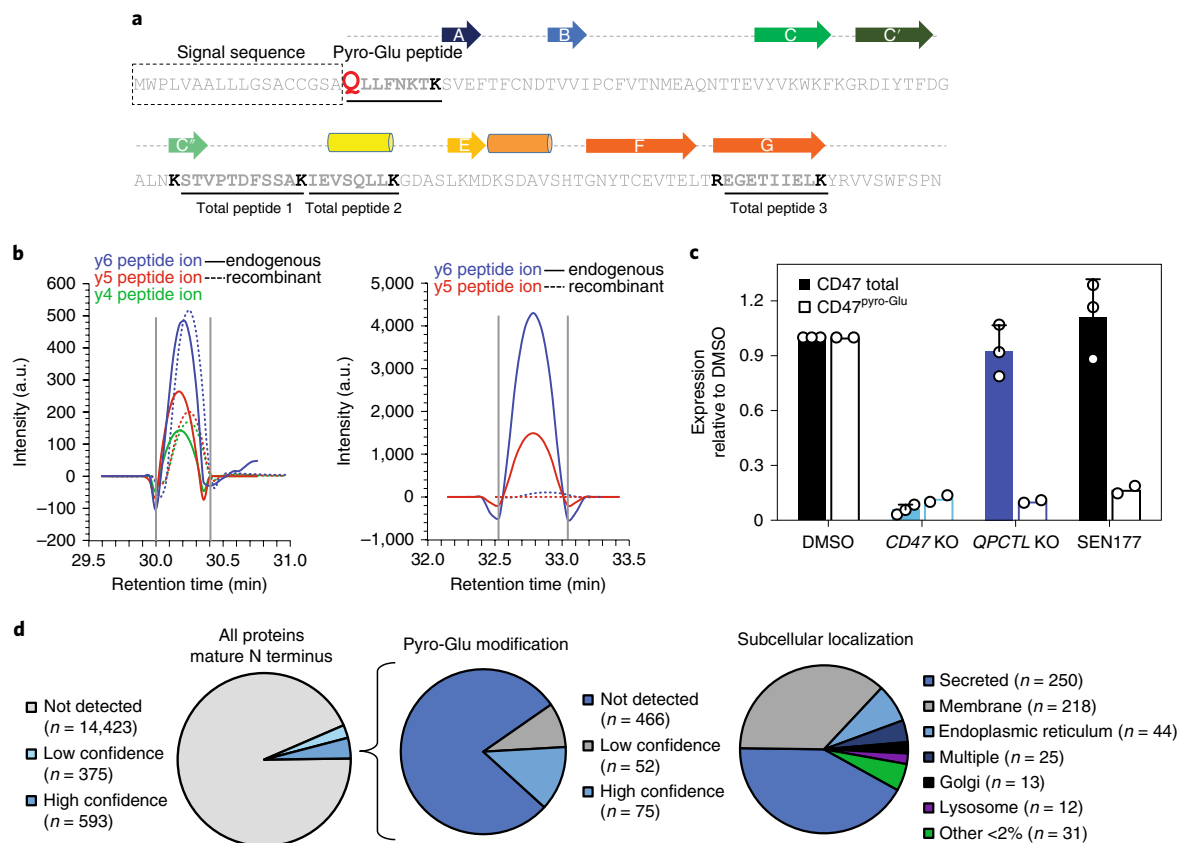 a
A B C C′
Signal sequence Pyro-Glu peptide
MWPLVAALLLGSACCGSAQLLFNKTKSVEFTFCNDTVVIPCFVTNMEAQNTTEVYVKWKFKGRDIYTFDG
C″ E F G
ALNKSTVPTDFSSAKIEVSQLLKGDASLKMDKSDAVSHTGNYTCEVTELTREGETIIELKYRVVSWFSPN
Total peptide 1 Total peptide 2 Total peptide 3
b
y6 peptide ion endogenous
y5 peptide ion recombinant
y4 peptide ion
600
500
400
300
200
100
0
−100
−200
Intensity (a.u.)
29.5 30.0 30.5 31.0
Retention time (min)
y6 peptide ion endogenous
y5 peptide ion recombinant
5,000
4,000
3,000
2,000
1,000
0
−1,000
Intensity (a.u.)
32.0 32.5 33.0 33.5
Retention time (min)
c
CD47 total
CD47pyro-Glu
1.2
0.9
0.6
0.3
0
Expression
relative to DMSO
DMSO CD47 KO QPCTL KO SEN177
d
All proteins
mature N terminus
Not detected
(n = 14,423)
Low confidence
(n = 375)
High confidence
(n = 593)
Pyro-Glu modification
Not detected
(n = 466)
Low confidence
(n = 52)
High confidence
(n = 75)
Subcellular localization
Secreted (n = 250)
Membrane (n = 218)
Endoplasmic reticulum (n = 44)
Multiple (n = 25)
Golgi (n = 13)
Lysosome (n = 12)
Other <2% (n = 31)